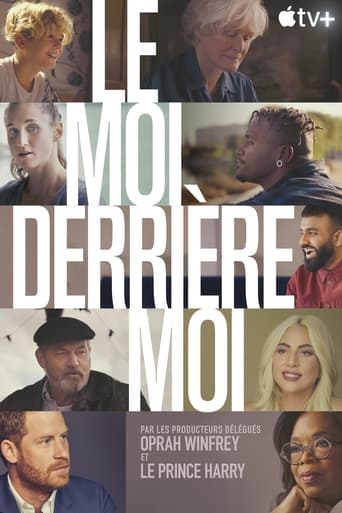 tv+
LE
MOI
DERRIÈRE
MOI
PAR LES PRODUCTEURS DÉLÉGUÉS
OPRAH WINFREY
ET
LE PRINCE HARRY